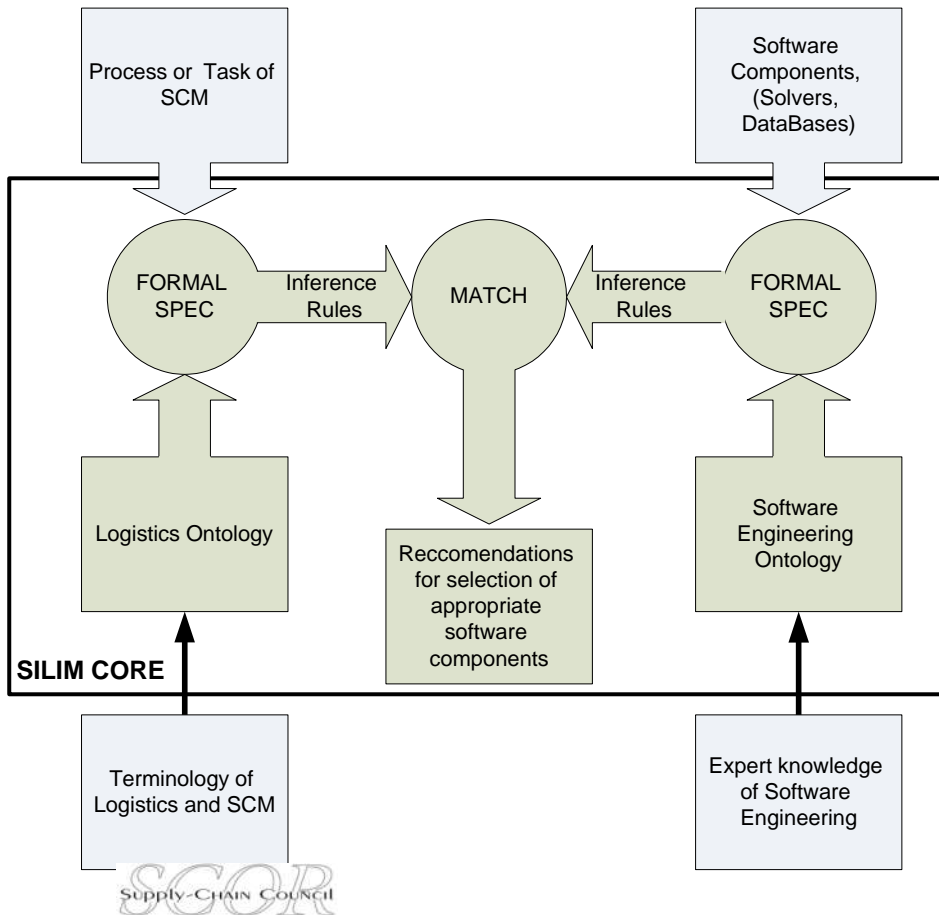 Process or Task of
SCM
Software
Components,
(Solvers,
DataBases)
FORMAL
SPEC
Inference
Rules
MATCH
Inference
Rules
FORMAL
SPEC
Logistics Ontology
Reccomendations
for selection of
appropriate
software
components
Software
Engineering
Ontology
SILIM CORE
Terminology of
Logistics and SCM
Expert knowledge
of Software
Engineering
SCOR
Supply-Chain Council